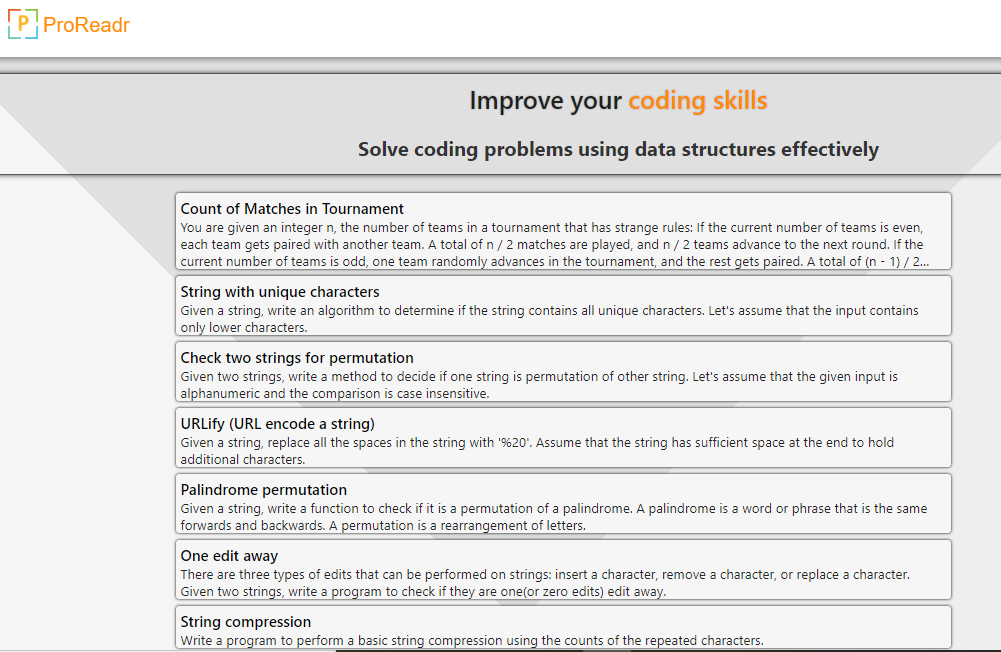 P ProReadr
Improve your coding skills
Solve coding problems using data structures effectively
Count of Matches in Tournament
You are given an integer n, the number of teams in a tournament that has strange rules: If the current number of teams is even,
each team gets paired with another team. A total of n / 2 matches are played, and n / 2 teams advance to the next round. If the
current number of teams is odd, one team randomly advances in the tournament, and the rest gets paired. A total of (n - 1) / 2...
String with unique characters
Given a string, write an algorithm to determine if the string contains all unique characters. Let's assume that the input contains
only lower characters.
Check two strings for permutation
Given two strings, write a method to decide if one string is permutation of other string. Let's assume that the given input is
alphanumeric and the comparison is case insensitive.
URLify (URL encode a string)
Given a string, replace all the spaces in the string with '%20'. Assume that the string has sufficient space at the end to hold
additional characters.
Palindrome permutation
Given a string, write a function to check if it is a permutation of a palindrome. A palindrome is a word or phrase that is the same
forwards and backwards. A permutation is a rearrangement of letters.
One edit away
There are three types of edits that can be performed on strings: insert a character, remove a character, or replace a character.
Given two strings, write a program to check if they are one(or zero edits) edit away.
String compression
Write a program to perform a basic string compression using the counts of the repeated characters.